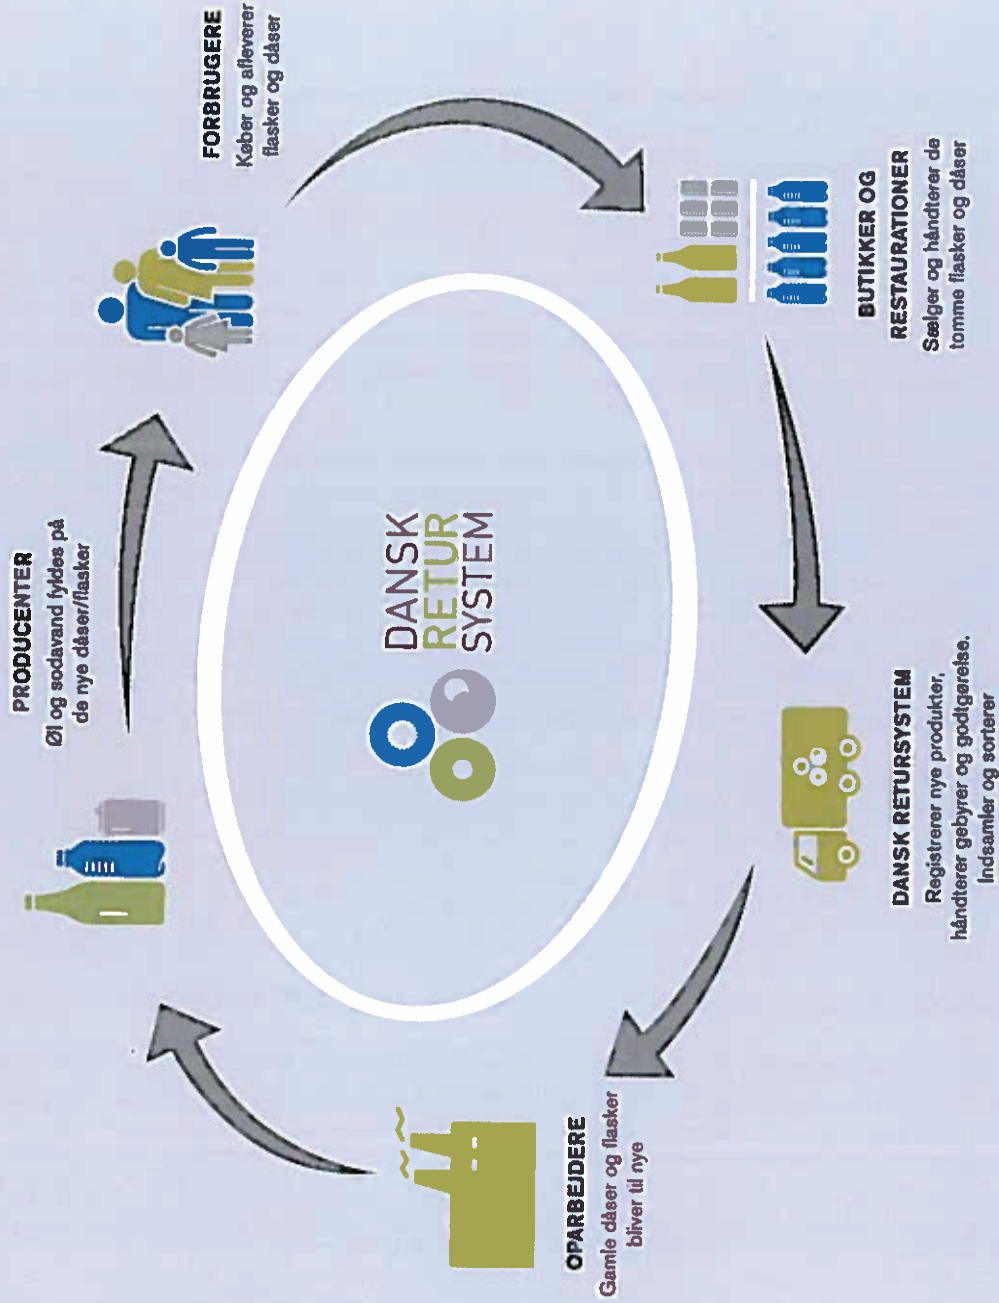 PRODUCENTER
Øl og sodavand fyldes på
de nye dåser/flasker
FORBRUGERE
Køber og afleverer
flasker og dåser
BUTIKKER OG
RESTAURATIONER
Sælger og håndterer de
tomme flasker og dåser
DANSK RETURSYSTEM
Registrerer nye produkter,
håndterer gebyrer og godtgørelse.
Indsamler og sorterer
OPARBEJDERE
Gamle dåser og flasker
bliver til nye
DANSK
RETUR
SYSTEM